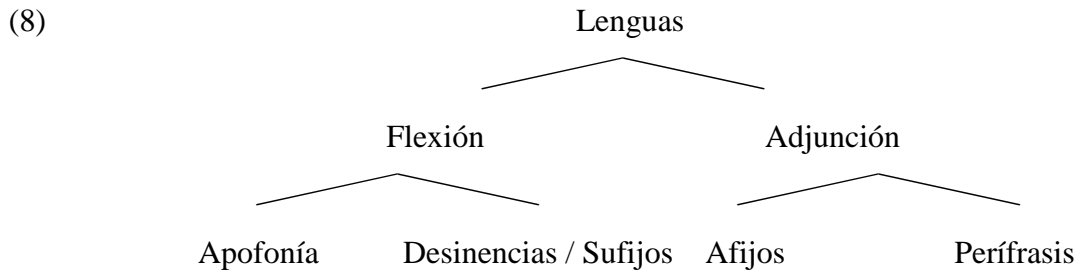 (8) Lenguas
Flexión Adjunción
Apofonía Desinencias / Sufijos Afijos Perífrasis